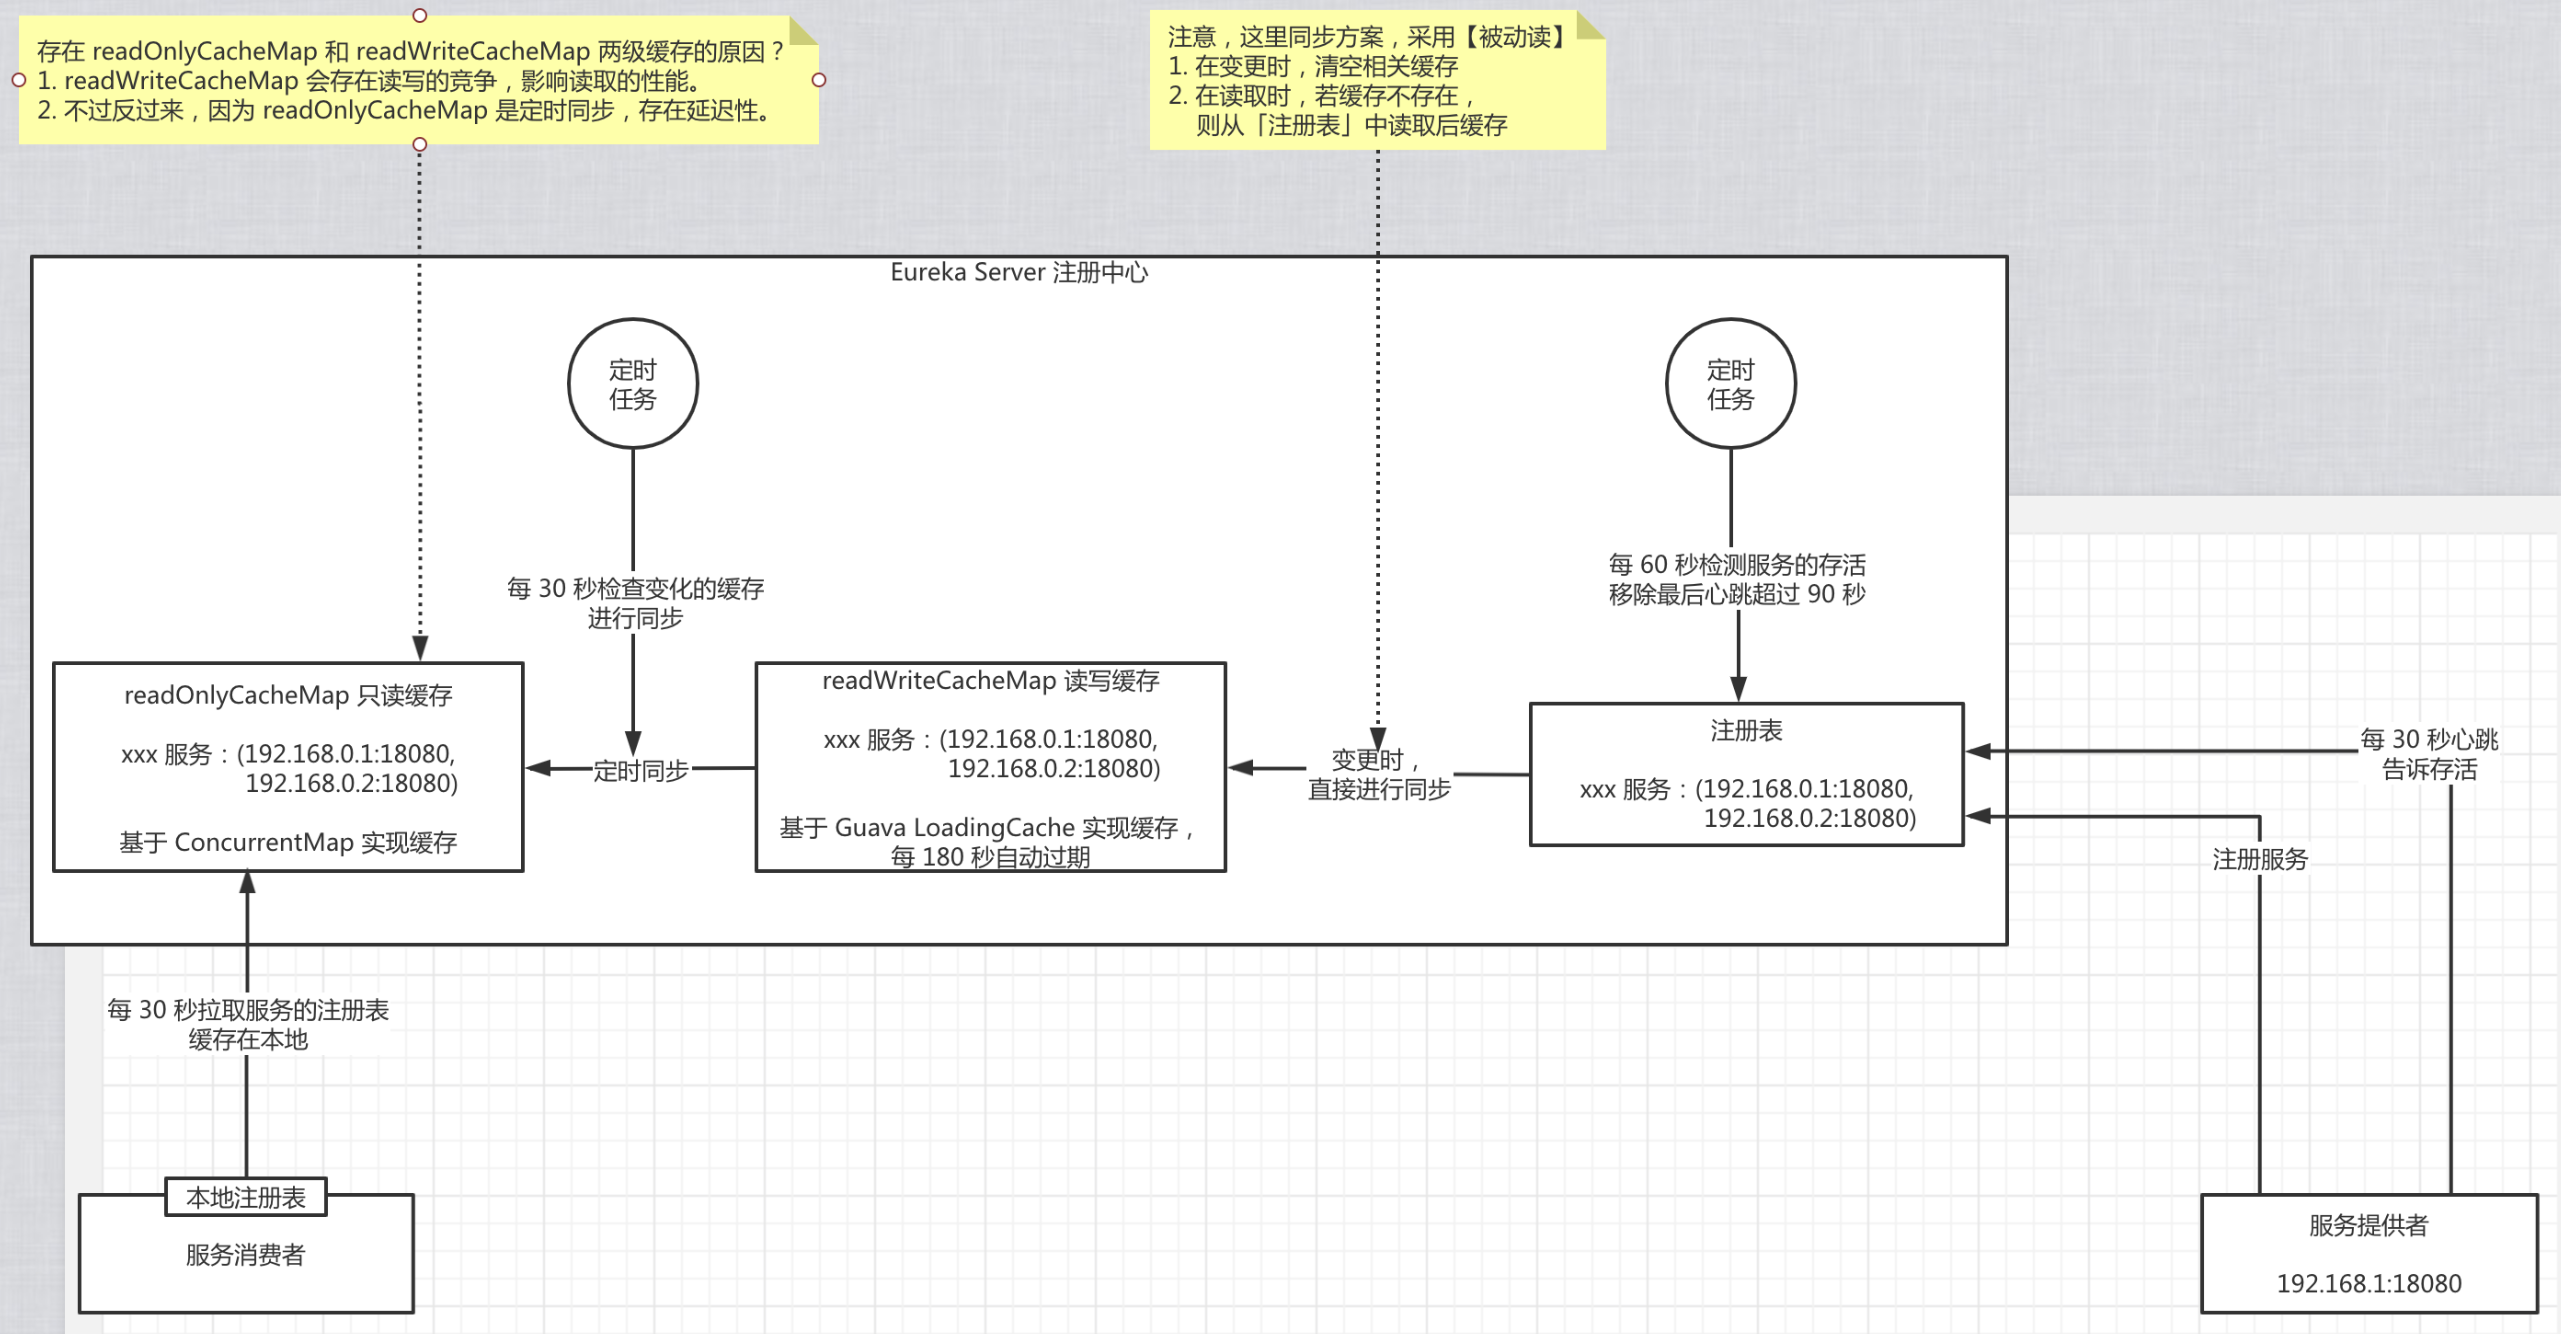 存在 readOnlyCacheMap 和 readWriteCacheMap 两级缓存的原因？
1. readWriteCacheMap 会存在读写的竞争，影响读取的性能。
2. 不过反过来，因为 readOnlyCacheMap 是定时同步，存在延迟性。
注意，这里同步方案，采用【被动读】
1. 在变更时，清空相关缓存
2. 在读取时，若缓存不存在，
则从「注册表」中读取后缓存
Eureka Server 注册中心
定时
任务
定时
任务
每 30 秒检查变化的缓存
进行同步
每 60 秒检测服务的存活
移除最后心跳超过 90 秒
readOnlyCacheMap 只读缓存
xxx 服务：(192.168.0.1:18080,
192.168.0.2:18080)
基于 ConcurrentMap 实现缓存
定时同步
readWriteCacheMap 读写缓存
xxx 服务：(192.168.0.1:18080,
192.168.0.2:18080)
基于 Guava LoadingCache 实现缓存，
每 180 秒自动过期
变更时，
直接进行同步
注册表
xxx 服务：(192.168.0.1:18080,
192.168.0.2:18080)
每 30 秒心跳
告诉存活
注册服务
每 30 秒拉取服务的注册表
缓存在本地
本地注册表
服务消费者
服务提供者
192.168.1:18080